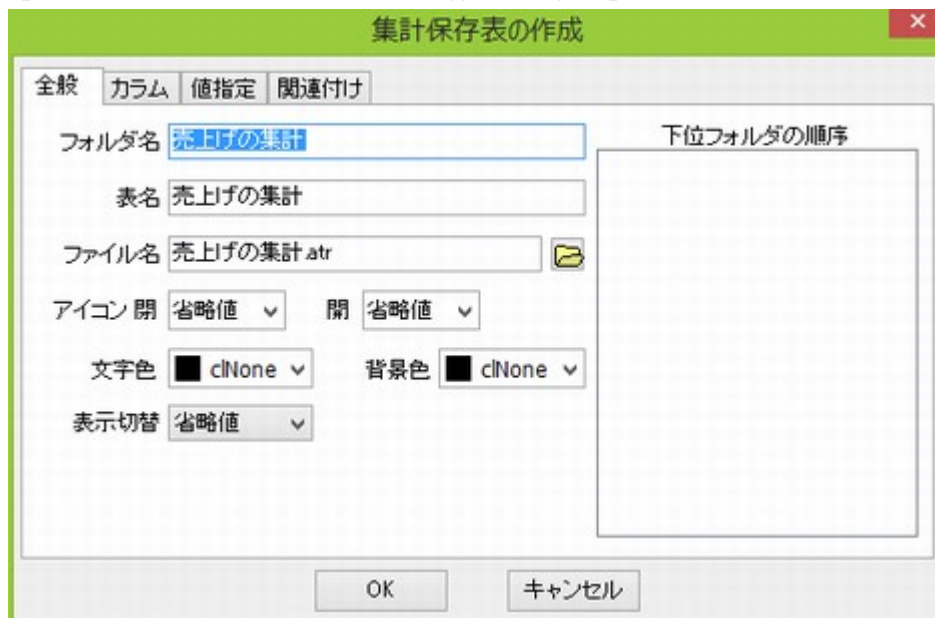 集計保存表の作成
全般 カラム 値指定 関連付け
フォルダ名 売上げの集計
下位フォルダの順序
表名 売上げの集計
ファイル名 売上げの集計.atr
アイコン 閉 省略値 開 省略値
文字色 clNone 背景色 clNone
表示切替 省略値
OK キャンセル